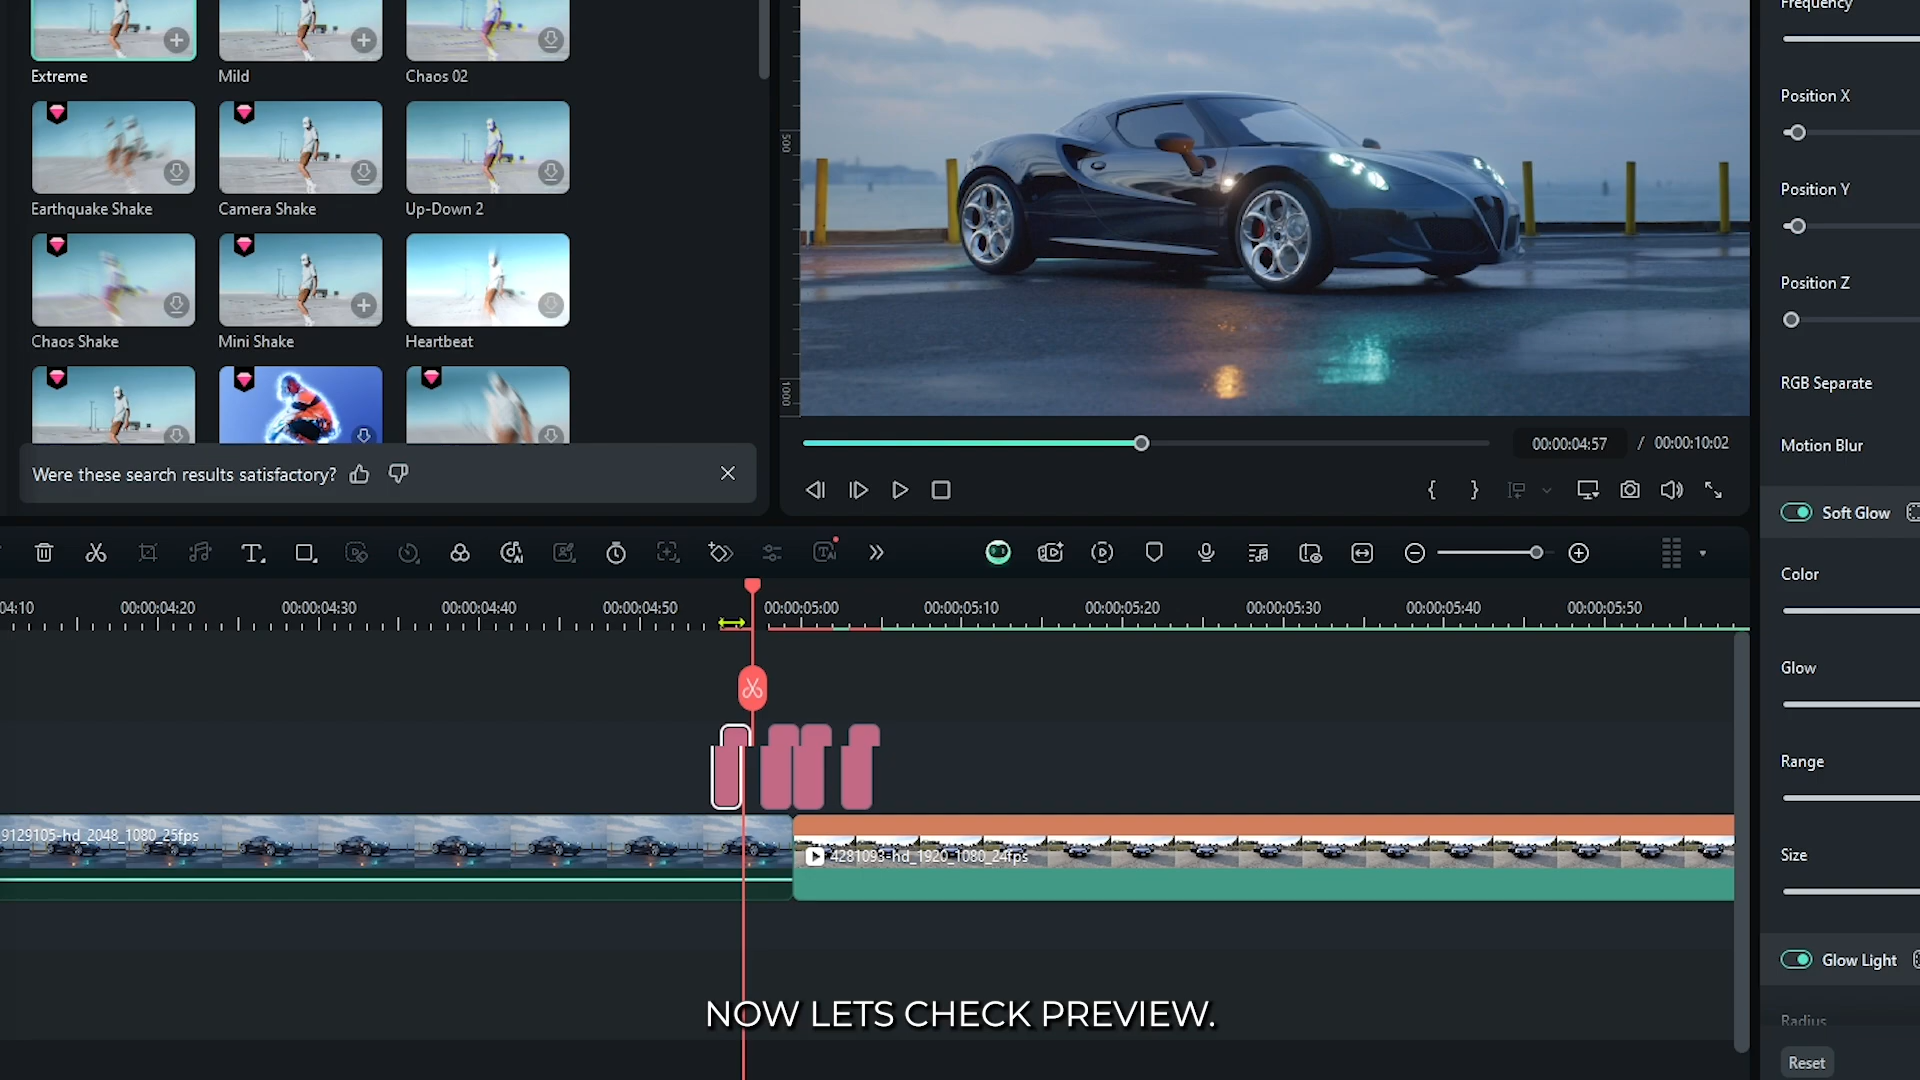 Frequency
Extreme
Mild
Chaos 02
Position X
Earthquake Shake
Camera Shake
Up-Down 2
Position Y
Chaos Shake
Mini Shake
Heartbeat
Position Z
500
1000
RGB Separate
Motion Blur
Were these search results satisfactory?
00:00:04:57 / 00:00:10:02
Soft Glow
Color
04:10
00:00:04:20
00:00:04:30
00:00:04:40
00:00:04:50
00:00:05:00
00:00:05:10
00:00:05:20
00:00:05:30
00:00:05:40
00:00:05:50
Glow
Range
9129105-hd_2048_1080_25fps
4281093-hd_1920_1080_24fps
Size
Glow Light
NOW LETS CHECK PREVIEW.
Radius
Reset